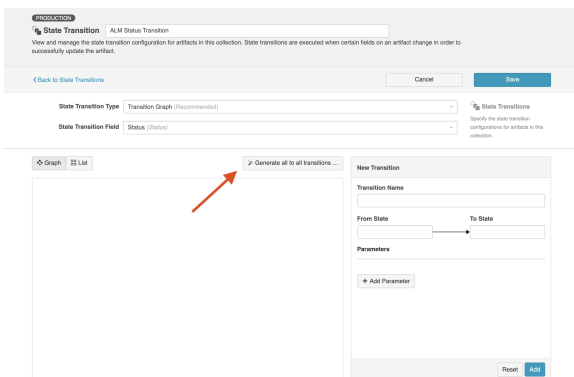 PRODUCTION
State Transition ALM Status Transition
View and manage the state transition configuration for artifacts in this collection. State transitions are executed when certain fields on an artifact change in order to
successfully update the artifact.
Back to State Transitions
Cancel
Save
State Transition Type Transition Graph (Recommended)
State Transition Field Status (Status)
State Transitions
Specify the state transition
configurations for artifacts in this
collection.
Graph
List
Generate all to all transitions ...
New Transition
Transition Name
From State
To State
Parameters
+ Add Parameter
Reset
Add